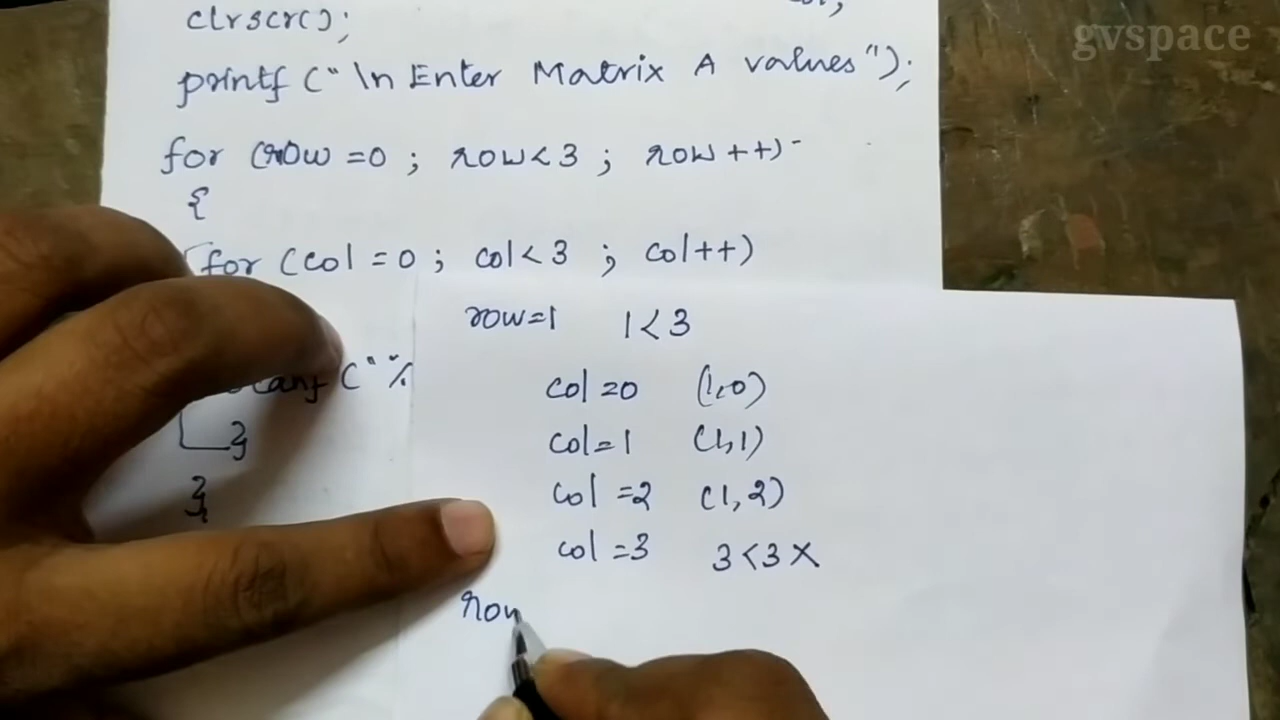 clrscr();
gvspace
printf ("\n Enter Matrix A values");
for (row=0 ; row<3 ; row++)
{
for (col=0 ; col<3 ; col++)
row=1 1<3
("%
col=0 (1,0)
}
col=1 (1,1)
}
col=2 (1,2)
col=3 3<3 X
row